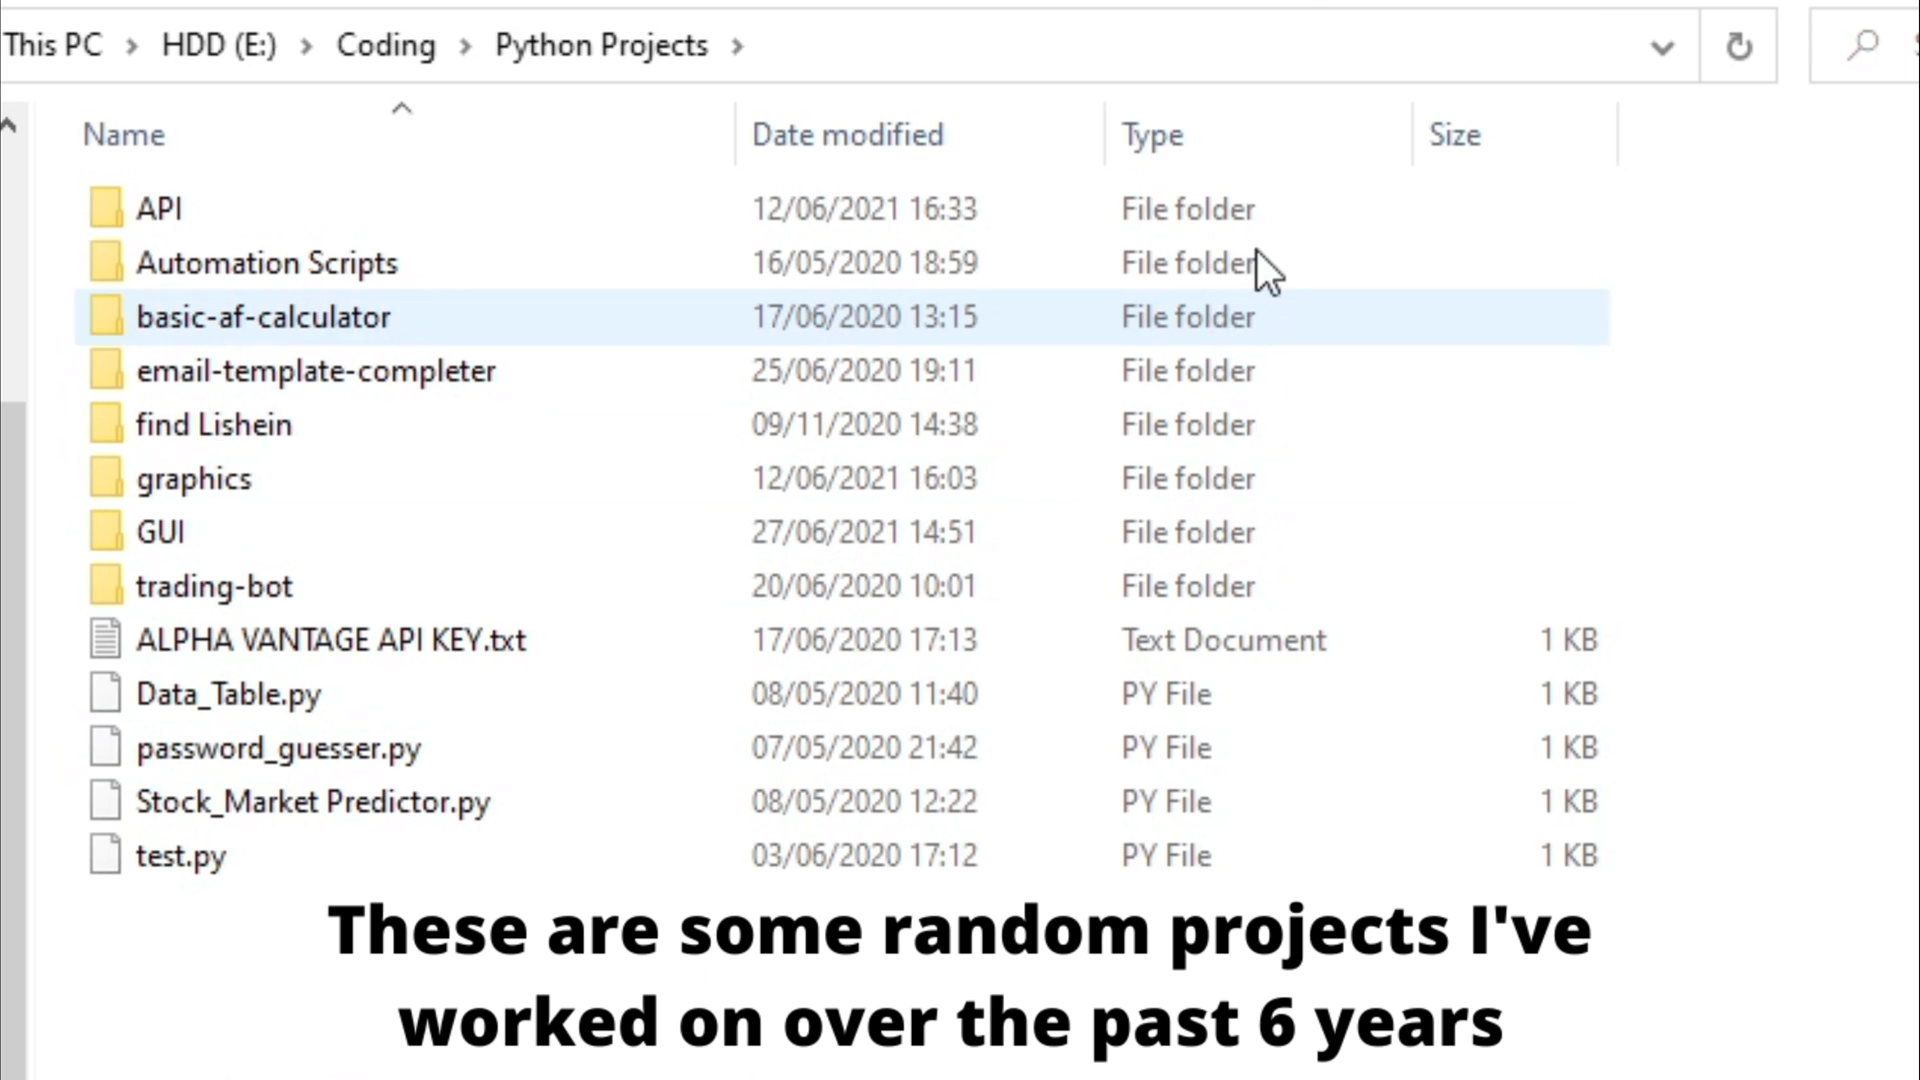 This PC > HDD (E:) > Coding > Python Projects >
Name Date modified Type Size
API 12/06/2021 16:33 File folder
Automation Scripts 16/05/2020 18:59 File folder
basic-af-calculator 17/06/2020 13:15 File folder
email-template-completer 25/06/2020 19:11 File folder
find Lishein 09/11/2020 14:38 File folder
graphics 12/06/2021 16:03 File folder
GUI 27/06/2021 14:51 File folder
trading-bot 20/06/2020 10:01 File folder
ALPHA VANTAGE API KEY.txt 17/06/2020 17:13 Text Document 1 KB
Data_Table.py 08/05/2020 11:40 PY File 1 KB
password_guesser.py 07/05/2020 21:42 PY File 1 KB
Stock_Market Predictor.py 08/05/2020 12:22 PY File 1 KB
test.py 03/06/2020 17:12 PY File 1 KB
These are some random projects I've
worked on over the past 6 years